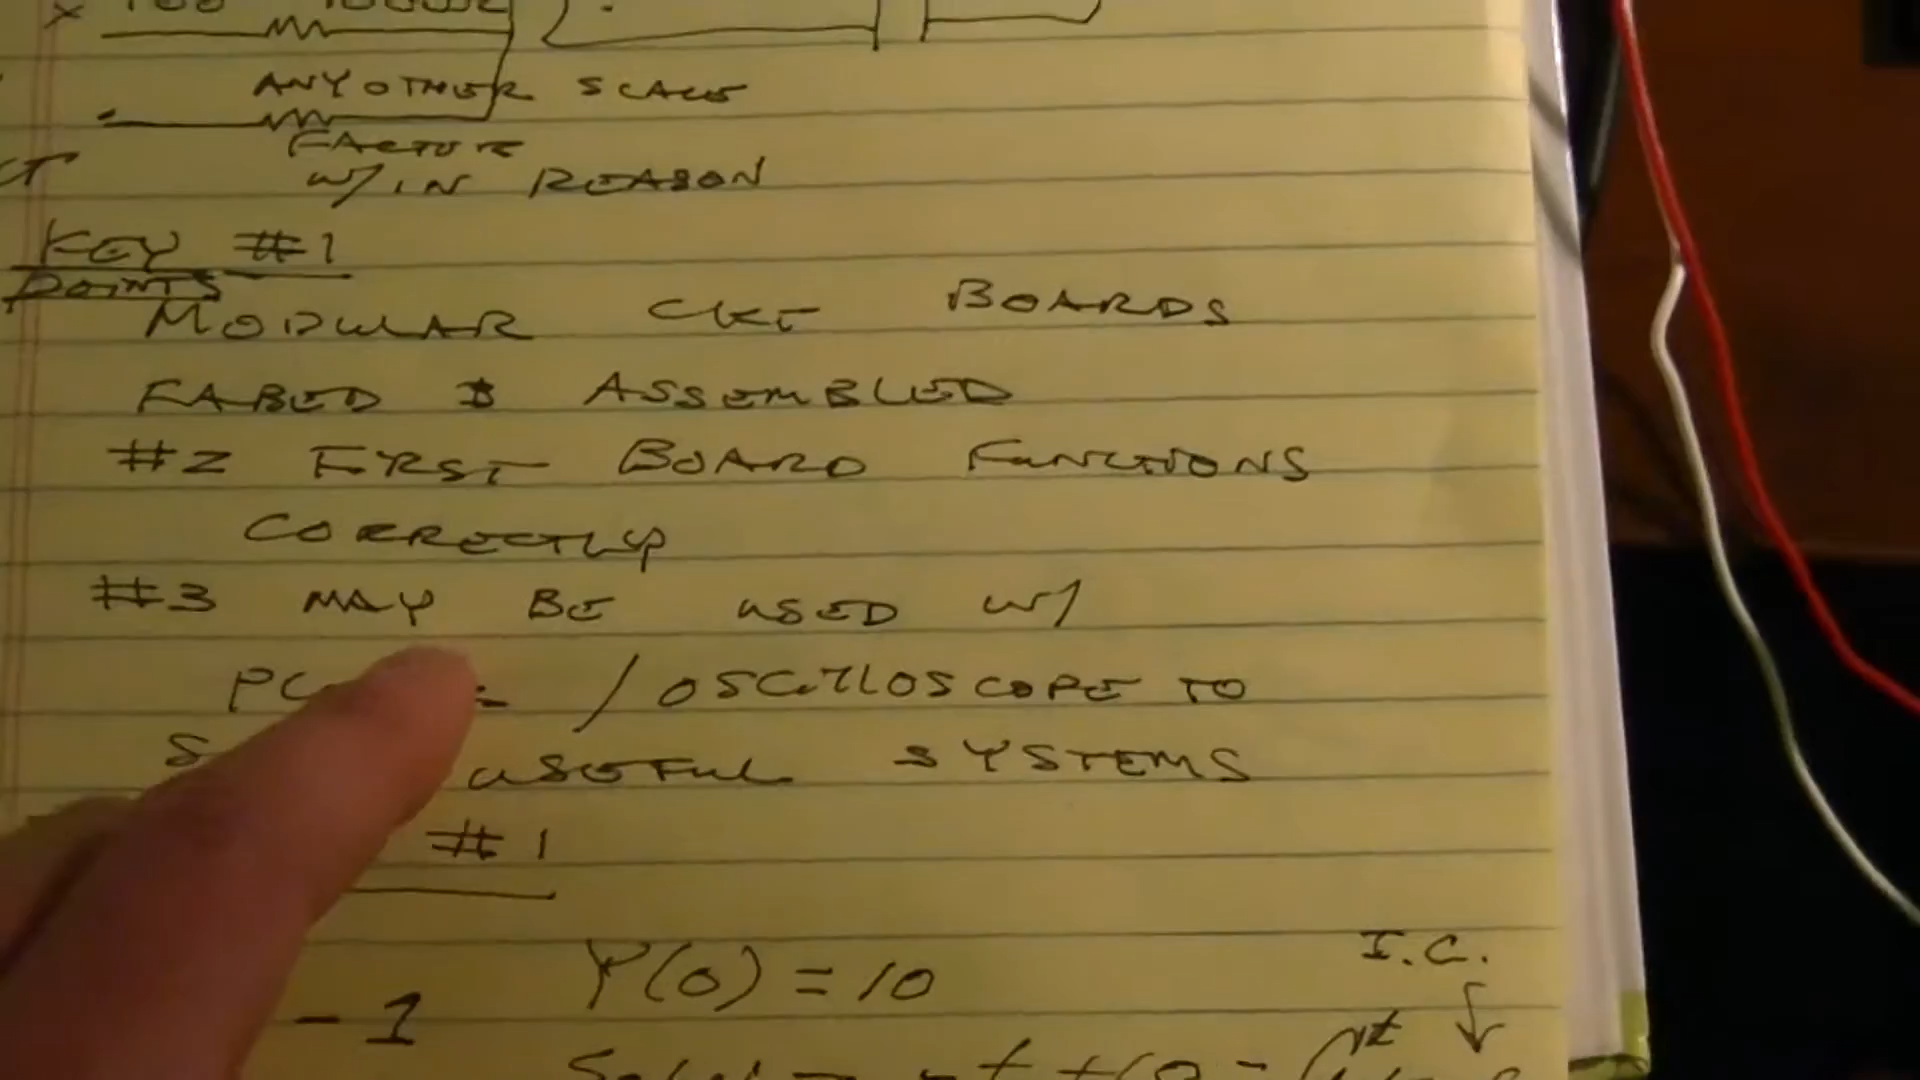 ANY OTHER SCALE
FACTOR
W/IN REASON
KEY #1
POINTS
MODULAR CKT BOARDS
FABED & ASSEMBLED
#2 FIRST BOARD FUNCTIONS
CORRECTLY
#3 MAY BE USED W/
/ OSCILLOSCOPE TO
USEFUL SYSTEMS
#1
Y(0) = 10
I.C.
-1